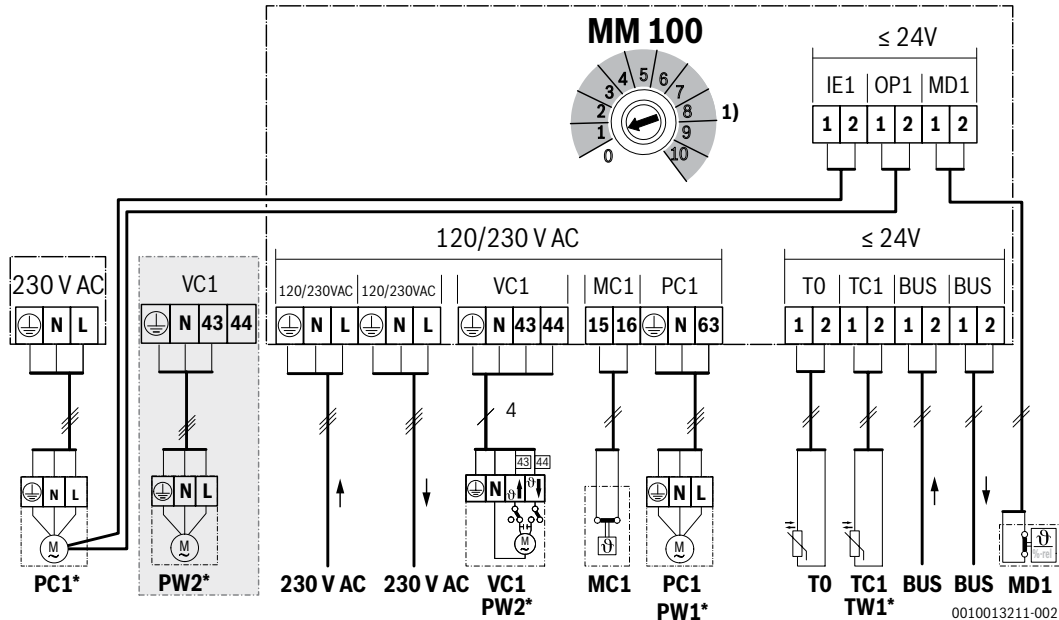 MM 100
0 1 2 3 4 5 6 7 8 9 10
1)
≤ 24V
IE1 OP1 MD1
1 2 1 2 1 2
120/230 V AC
≤ 24V
230 V AC
N L
VC1
N 43 44
120/230VAC 120/230VAC VC1 MC1 PC1
N L N L N 43 44 15 16 N 63
T0 TC1 BUS BUS
1 2 1 2 1 2 1 2
4
43 44
N L
N L
N ϑ ϑ
N L
M ~
M ~
M ~
ϑ
M ~
ϑ
%-rel
PC1*
PW2*
230 V AC
230 V AC
VC1
PW2*
MC1
PC1
PW1*
T0
TC1
TW1*
BUS
BUS
MD1
0010013211-002